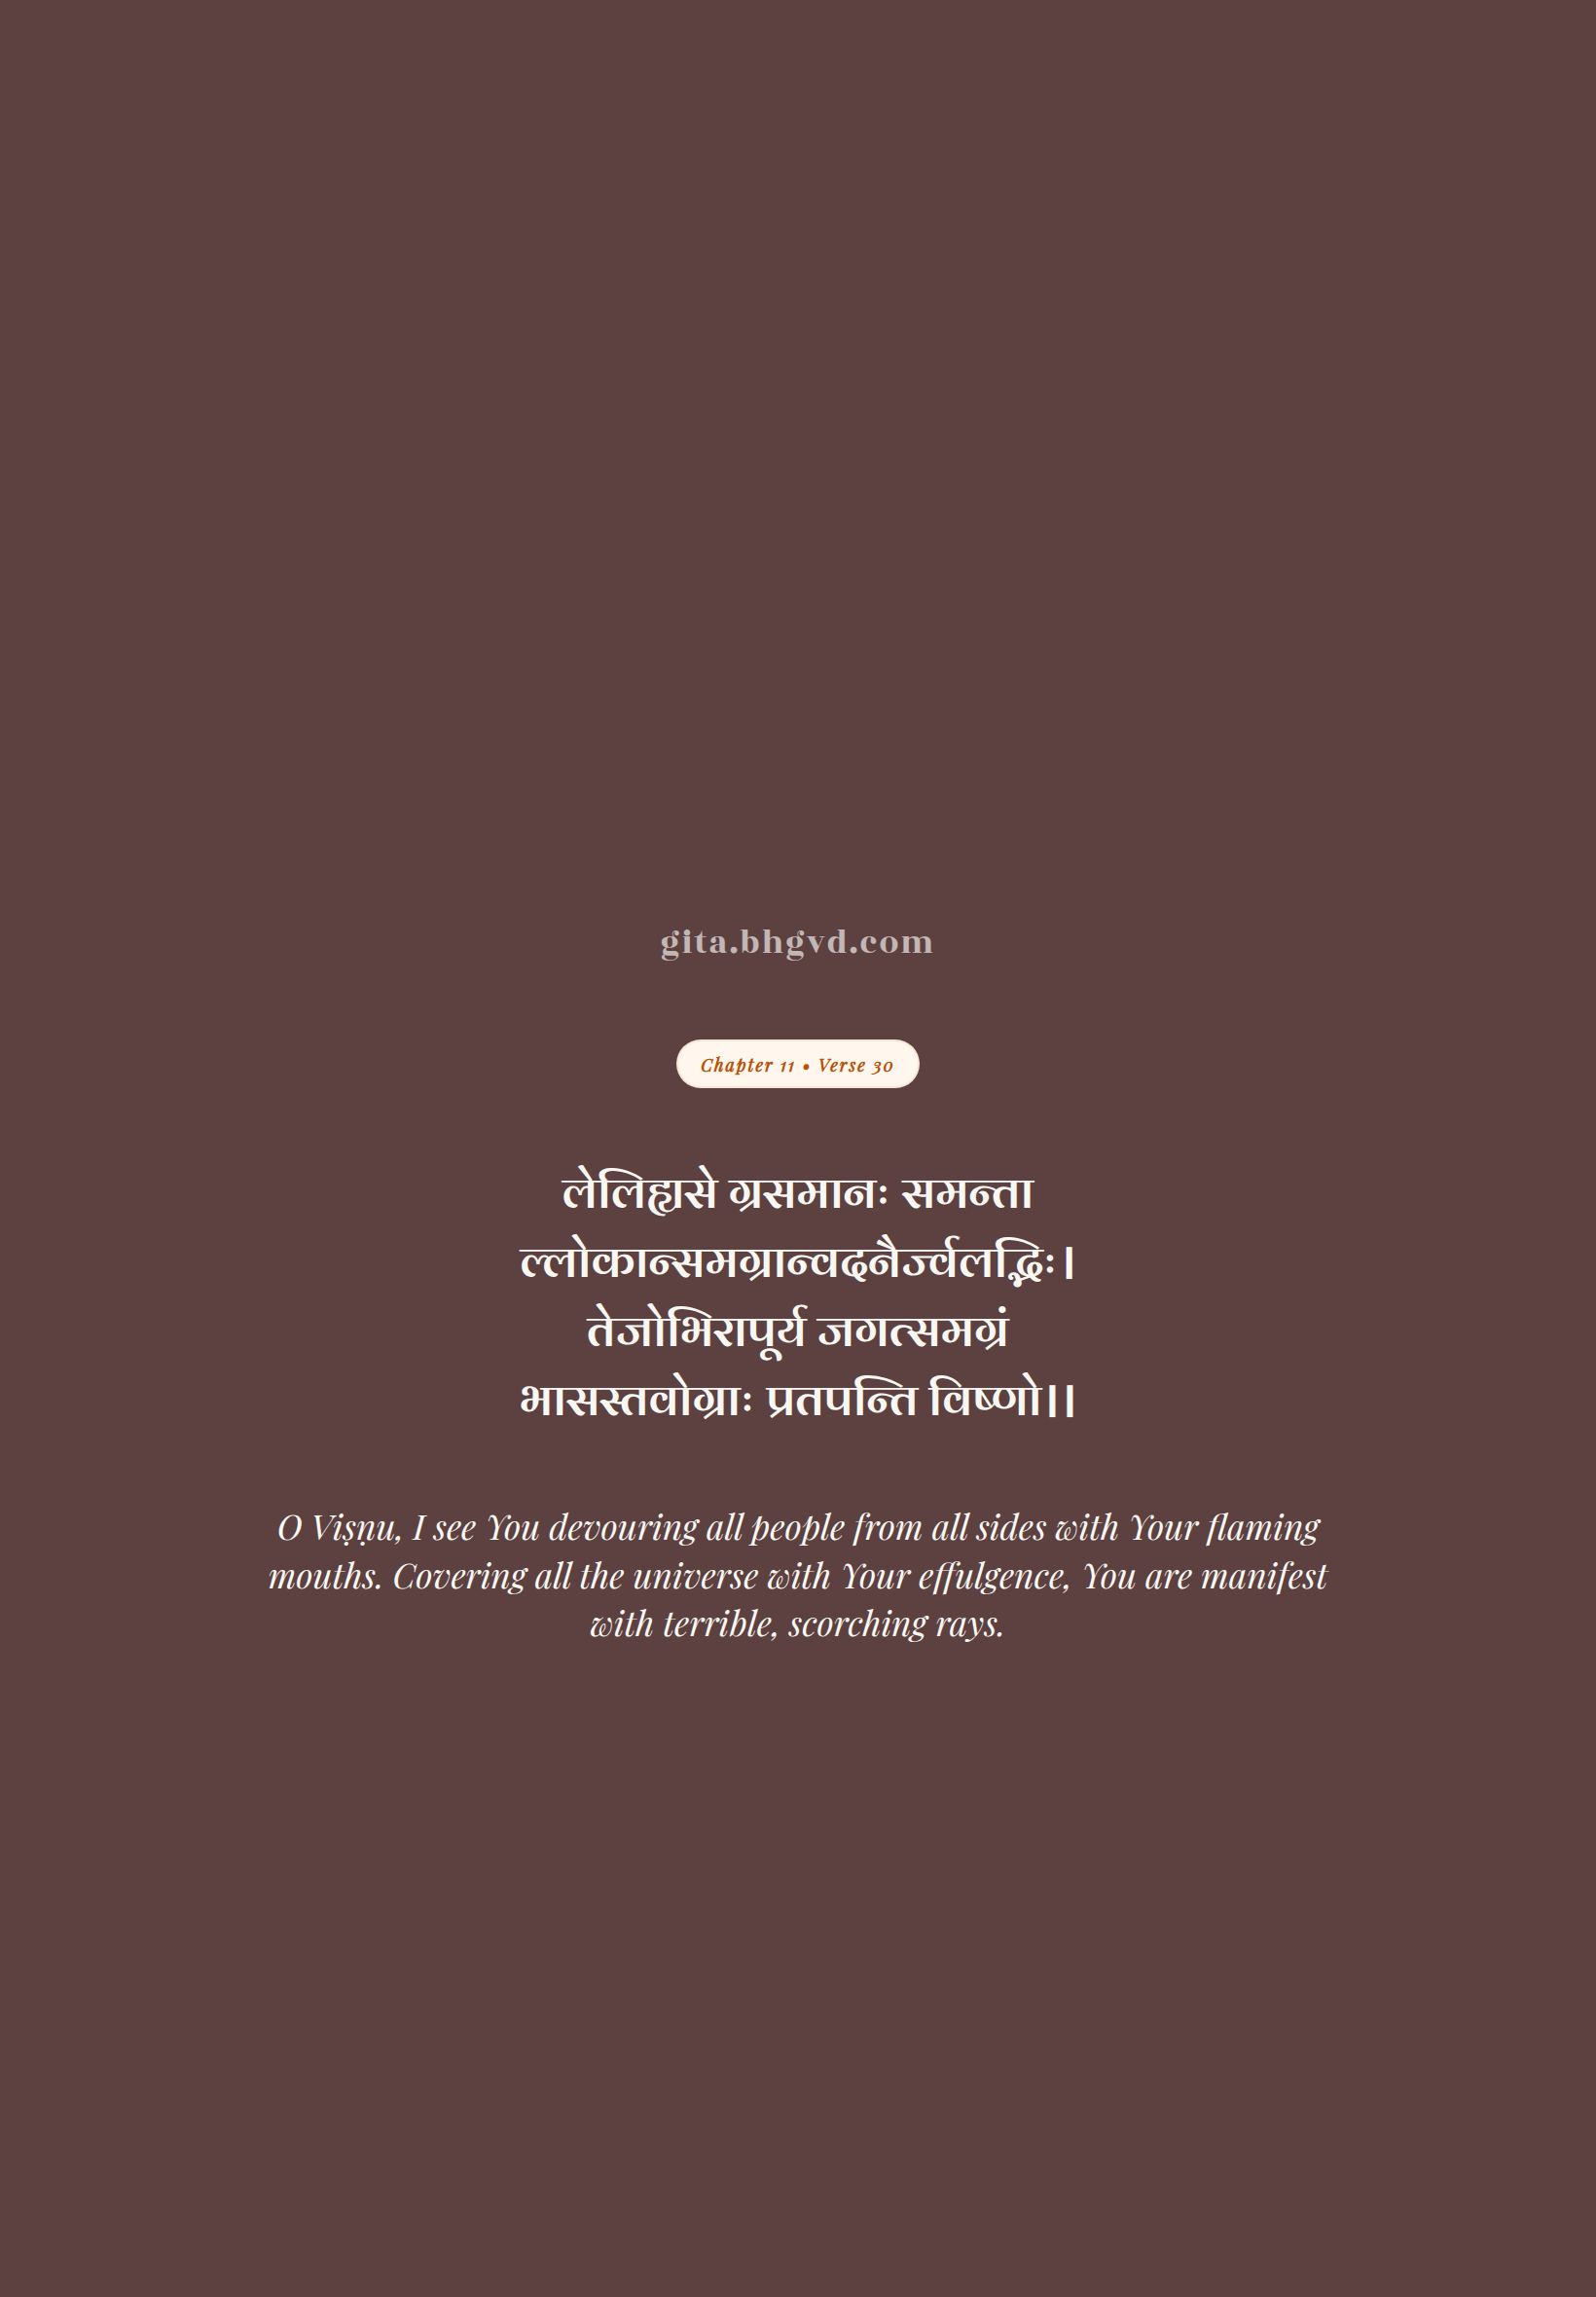 gita.bhgvd.com
Chapter 11 • Verse 30
लेलिह्यसे ग्रसमानः समन्ता
ल्लोकान्समग्रान्वदनैर्ज्वलद्भिः।
तेजोभिरापूर्य जगत्समग्रं
भासस्तवोग्राः प्रतपन्ति विष्णो।।
O Viṣṇu, I see You devouring all people from all sides with Your flaming
mouths. Covering all the universe with Your effulgence, You are manifest
with terrible, scorching rays.